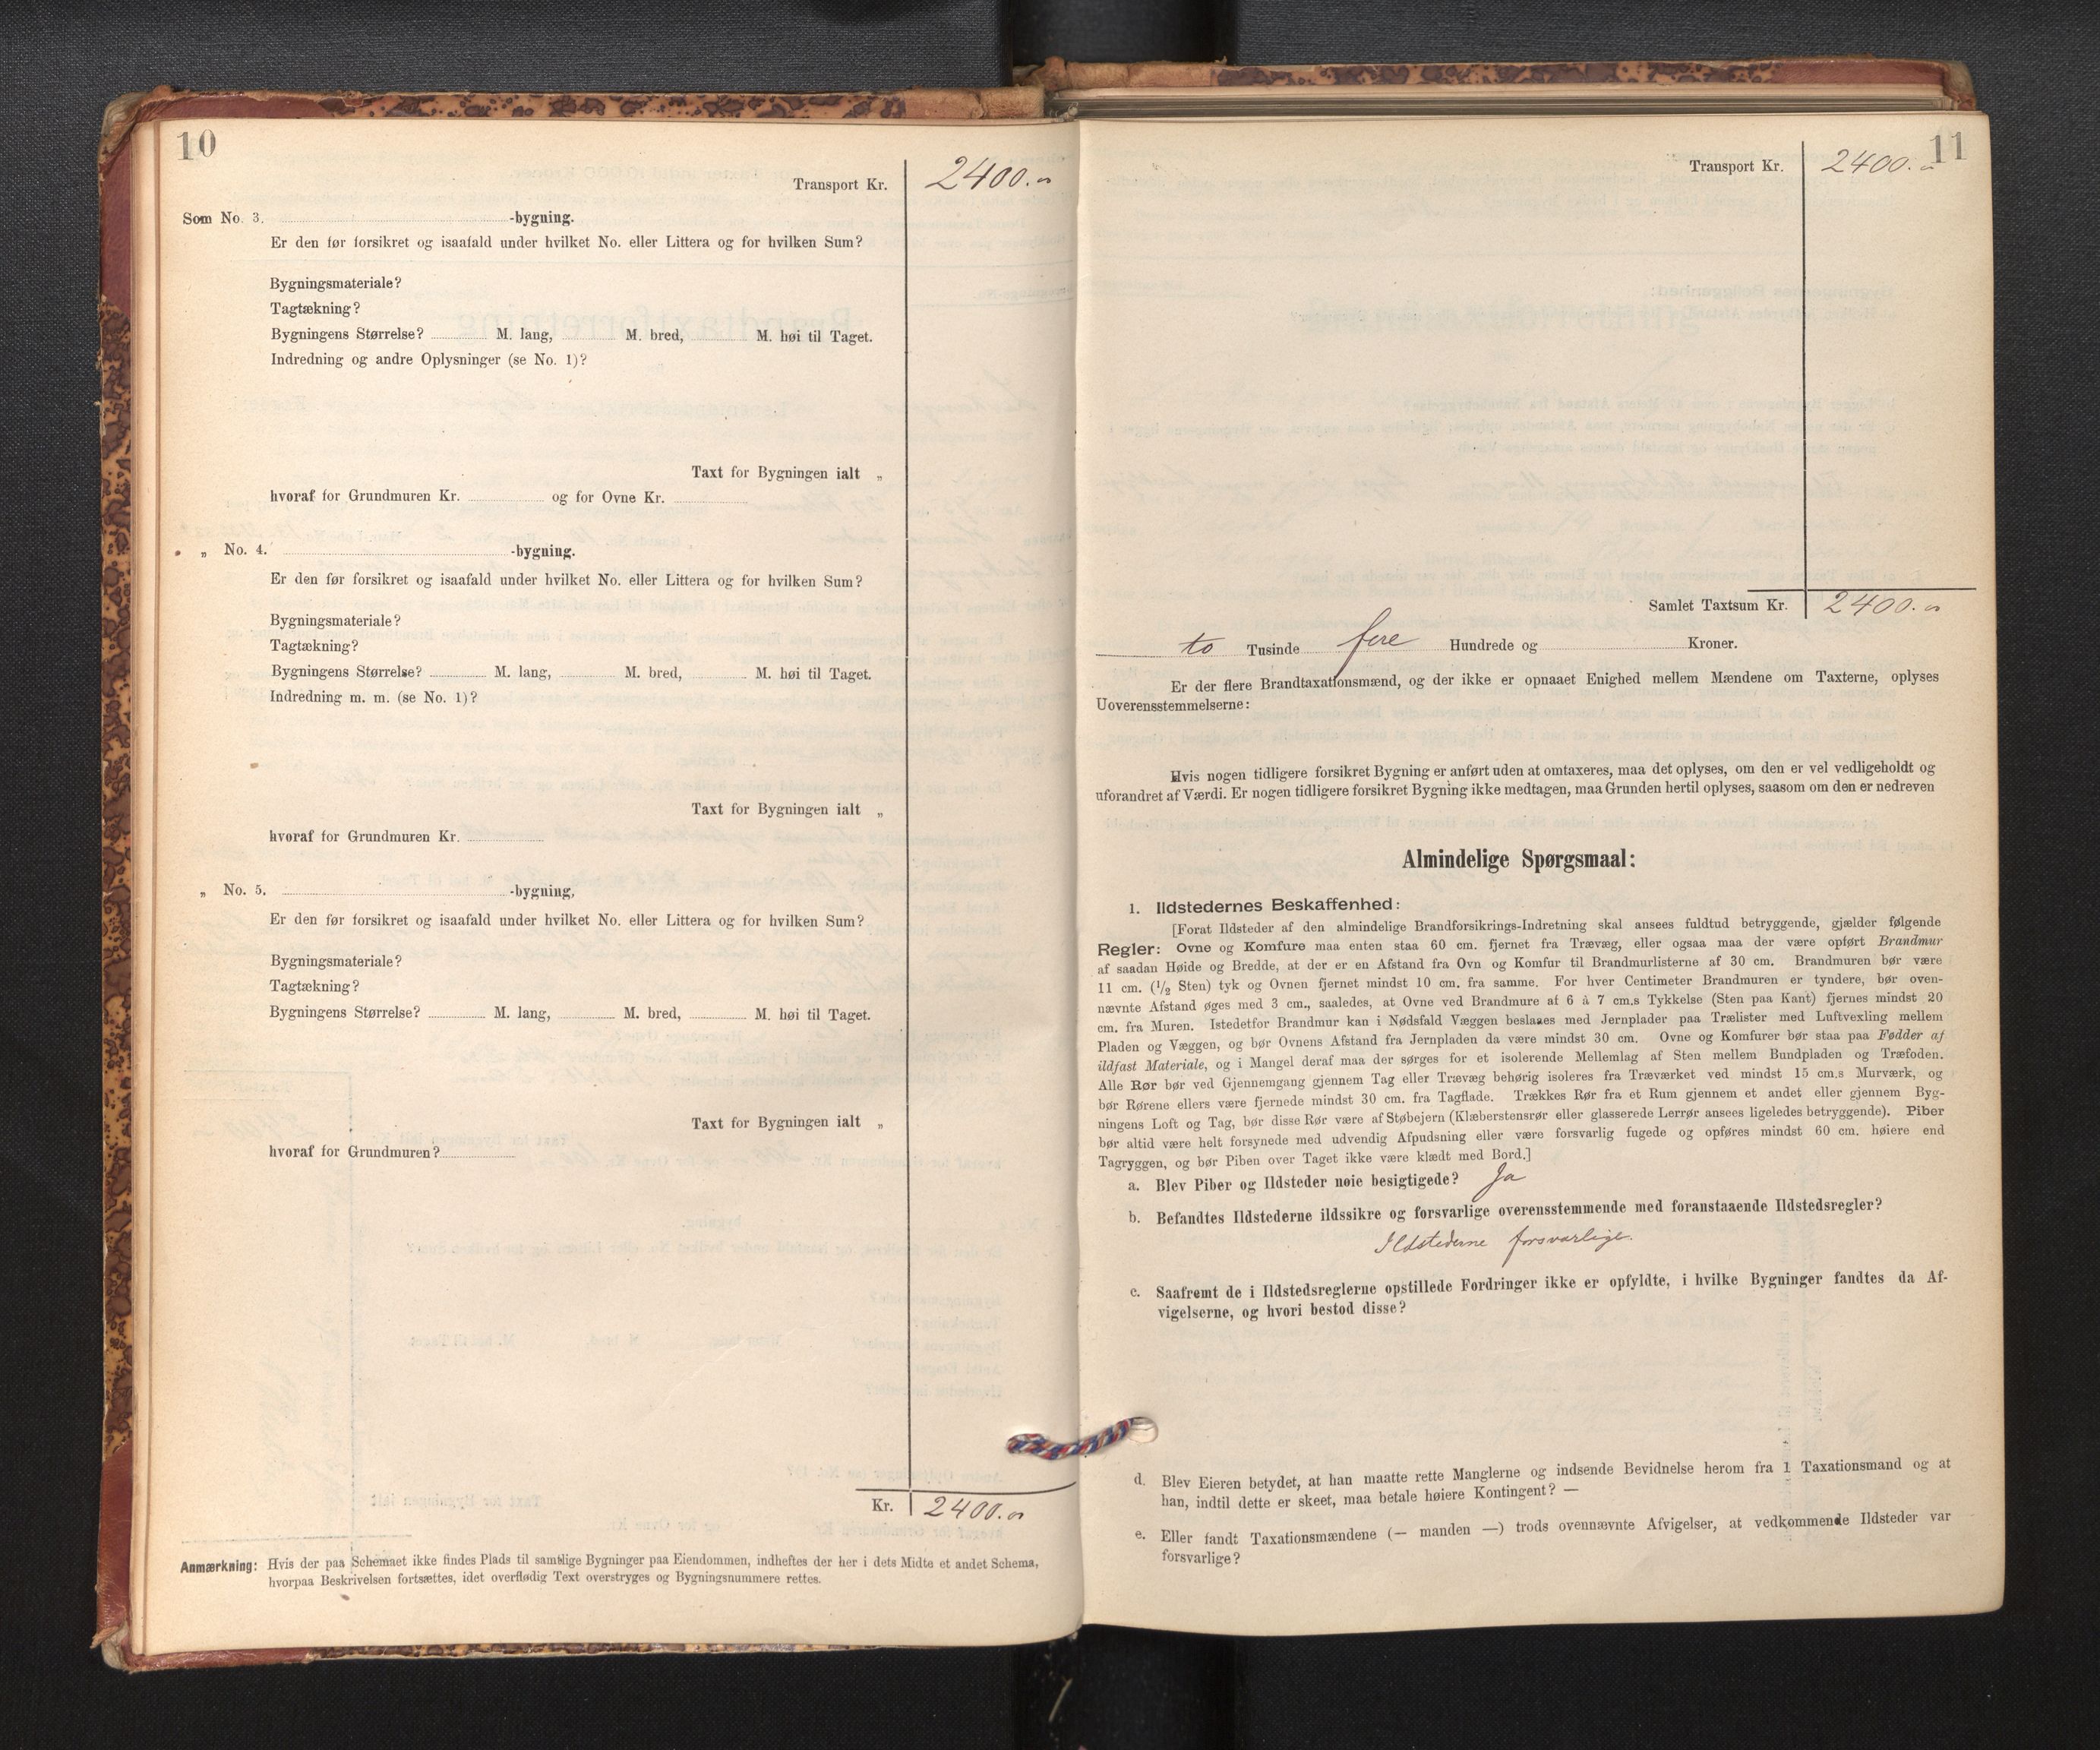 10
Transport Kr. 2400.00
Som No. 3. -bygning.
Er den før forsikret og isaafald under hvilket No. eller Littera og for hvilken Sum?
Bygningsmateriale?
Tagtækning?
Bygningens Størrelse? M. lang, M. bred, M. høi til Taget.
Indredning og andre Oplysninger (se No. 1)?
Taxt for Bygningen ialt „
hvoraf for Grundmuren Kr. og for Ovne Kr.
„ No. 4. -bygning.
Er den før forsikret og isaafald under hvilket No. eller Littera og for hvilken Sum?
Bygningsmateriale?
Tagtækning?
Bygningens Størrelse? M. lang, M. bred, M. høi til Taget.
Indredning m. m. (se No. 1)?
Taxt for Bygningen ialt „
hvoraf for Grundmuren Kr.
„ No. 5. -bygning,
Er den før forsikret og isaafald under hvilket No. eller Littera og for hvilken Sum?
Bygningsmateriale?
Tagtækning?
Bygningens Størrelse? M. lang, M. bred, M. høi til Taget.
Taxt for Bygningen ialt „
hvoraf for Grundmuren?
Kr. 2400.00
Anmærkning: Hvis der paa Schemaet ikke findes Plads til samtlige Bygninger paa Eiendommen, indheftes der her i dets Midte et andet Schema,
hvorpaa Beskrivelsen fortsættes, idet overflødig Text overstryges og Bygningsnummere rettes.
11
Transport Kr. 2400.00
Samlet Taxtsum Kr. 2400.00
to Tusinde fire Hundrede og Kroner.
Er der flere Brandtaxationsmænd, og der ikke er opnaaet Enighed mellem Mændene om Taxterne, oplyses
Uoverensstemmelserne:
Hvis nogen tidligere forsikret Bygning er anført uden at omtaxeres, maa det oplyses, om den er vel vedligeholdt og
uforandret af Værdi. Er nogen tidligere forsikret Bygning ikke medtagen, maa Grunden hertil oplyses, saasom om den er nedreven
Almindelige Spørgsmaal:
1. Ildstedernes Beskaffenhed:
[Forat Ildsteder af den almindelige Brandforsikrings-Indretning skal ansees fuldtud betryggende, gjælder følgende
Regler: Ovne og Komfure maa enten staa 60 cm. fjernet fra Trævæg, eller ogsaa maa der være opført Brandmur
af saadan Høide og Bredde, at der er en Afstand fra Ovn og Komfur til Brandmurlisterne af 30 cm. Brandmuren bør være
11 cm. (1/2 Sten) tyk og Ovnen fjernet mindst 10 cm. fra samme. For hver Centimeter Brandmuren er tyndere, bør oven-
nævnte Afstand øges med 3 cm., saaledes, at Ovne ved Brandmure af 6 à 7 cm.s Tykkelse (Sten paa Kant) fjernes mindst 20
cm. fra Muren. Istedetfor Brandmur kan i Nødsfald Væggen beslaaes med Jernplader paa Trælister med Luftvexling mellem
Pladen og Væggen, og bør Ovnens Afstand fra Jernpladen da være mindst 30 cm. Ovne og Komfurer bør staa paa Fødder af
ildfast Materiale, og i Mangel deraf maa der sørges for et isolerende Mellemlag af Sten mellem Bundpladen og Træfoden.
Alle Rør bør ved Gjennemgang gjennem Tag eller Trævæg behørig isoleres fra Træværket ved mindst 15 cm.s Murværk, og
bør Rørene ellers være fjernede mindst 30 cm. fra Tagflade. Trækkes Rør fra et Rum gjennem et andet eller gjennem Byg-
ningens Loft og Tag, bør disse Rør være af Støbejern (Klæberstensrør eller glasserede Lerrør ansees ligeledes betryggende). Piber
bør altid være helt forsynede med udvendig Afpudsning eller være forsvarlig fugede og opføres mindst 60 cm. høiere end
Tagryggen, og bør Piben over Taget ikke være klædt med Bord.]
a. Blev Piber og Ildsteder nøie besigtigede? Ja
b. Befandtes Ildstederne ildssikre og forsvarlige overensstemmende med foranstaaende Ildstedsregler?
Ildstederne forsvarlige.
c. Saafremt de i Ildstedsreglerne opstillede Fordringer ikke er opfyldte, i hvilke Bygninger fandtes da Af-
vigelserne, og hvori bestod disse?
d. Blev Eieren betydet, at han maatte rette Manglerne og indsende Bevidnelse herom fra 1 Taxationsmand og at
han, indtil dette er skeet, maa betale høiere Kontingent? —
e. Eller fandt Taxationsmændene (— manden —) trods ovennævnte Afvigelser, at vedkommende Ildsteder var
forsvarlige?